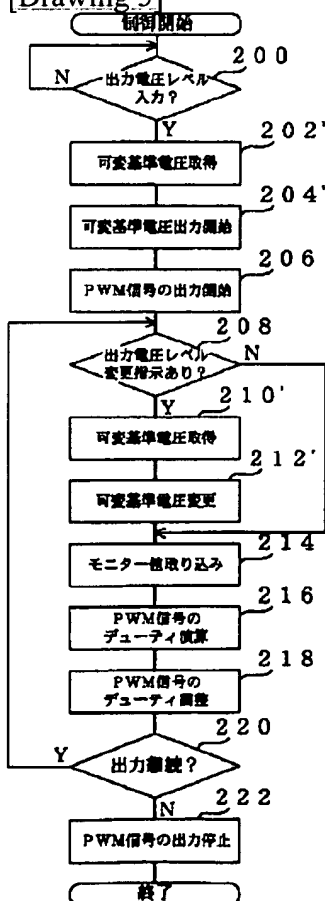 [Drawing 5]
制御開始
200
N
出力電圧レベル
入力？
Y
202'
可変基準電圧取得
204'
可変基準電圧出力開始
206
PWM信号の出力開始
208
出力電圧レベル
変更指示あり？
N
Y
210'
可変基準電圧取得
212'
可変基準電圧変更
214
モニター値取り込み
216
PWM信号の
デューティ演算
218
PWM信号の
デューティ調整
220
Y
出力継続？
N
222
PWM信号の出力停止
終了